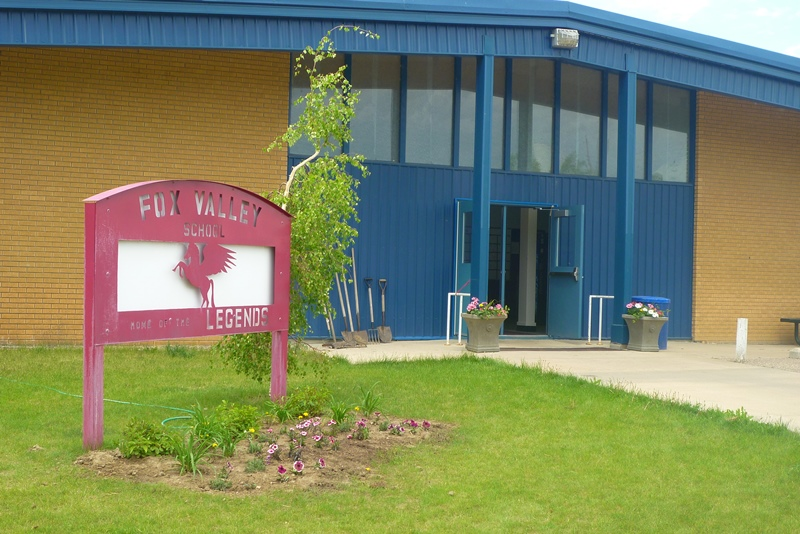 FOX VALLEY
SCHOOL
HOME OF THE LEGENDS